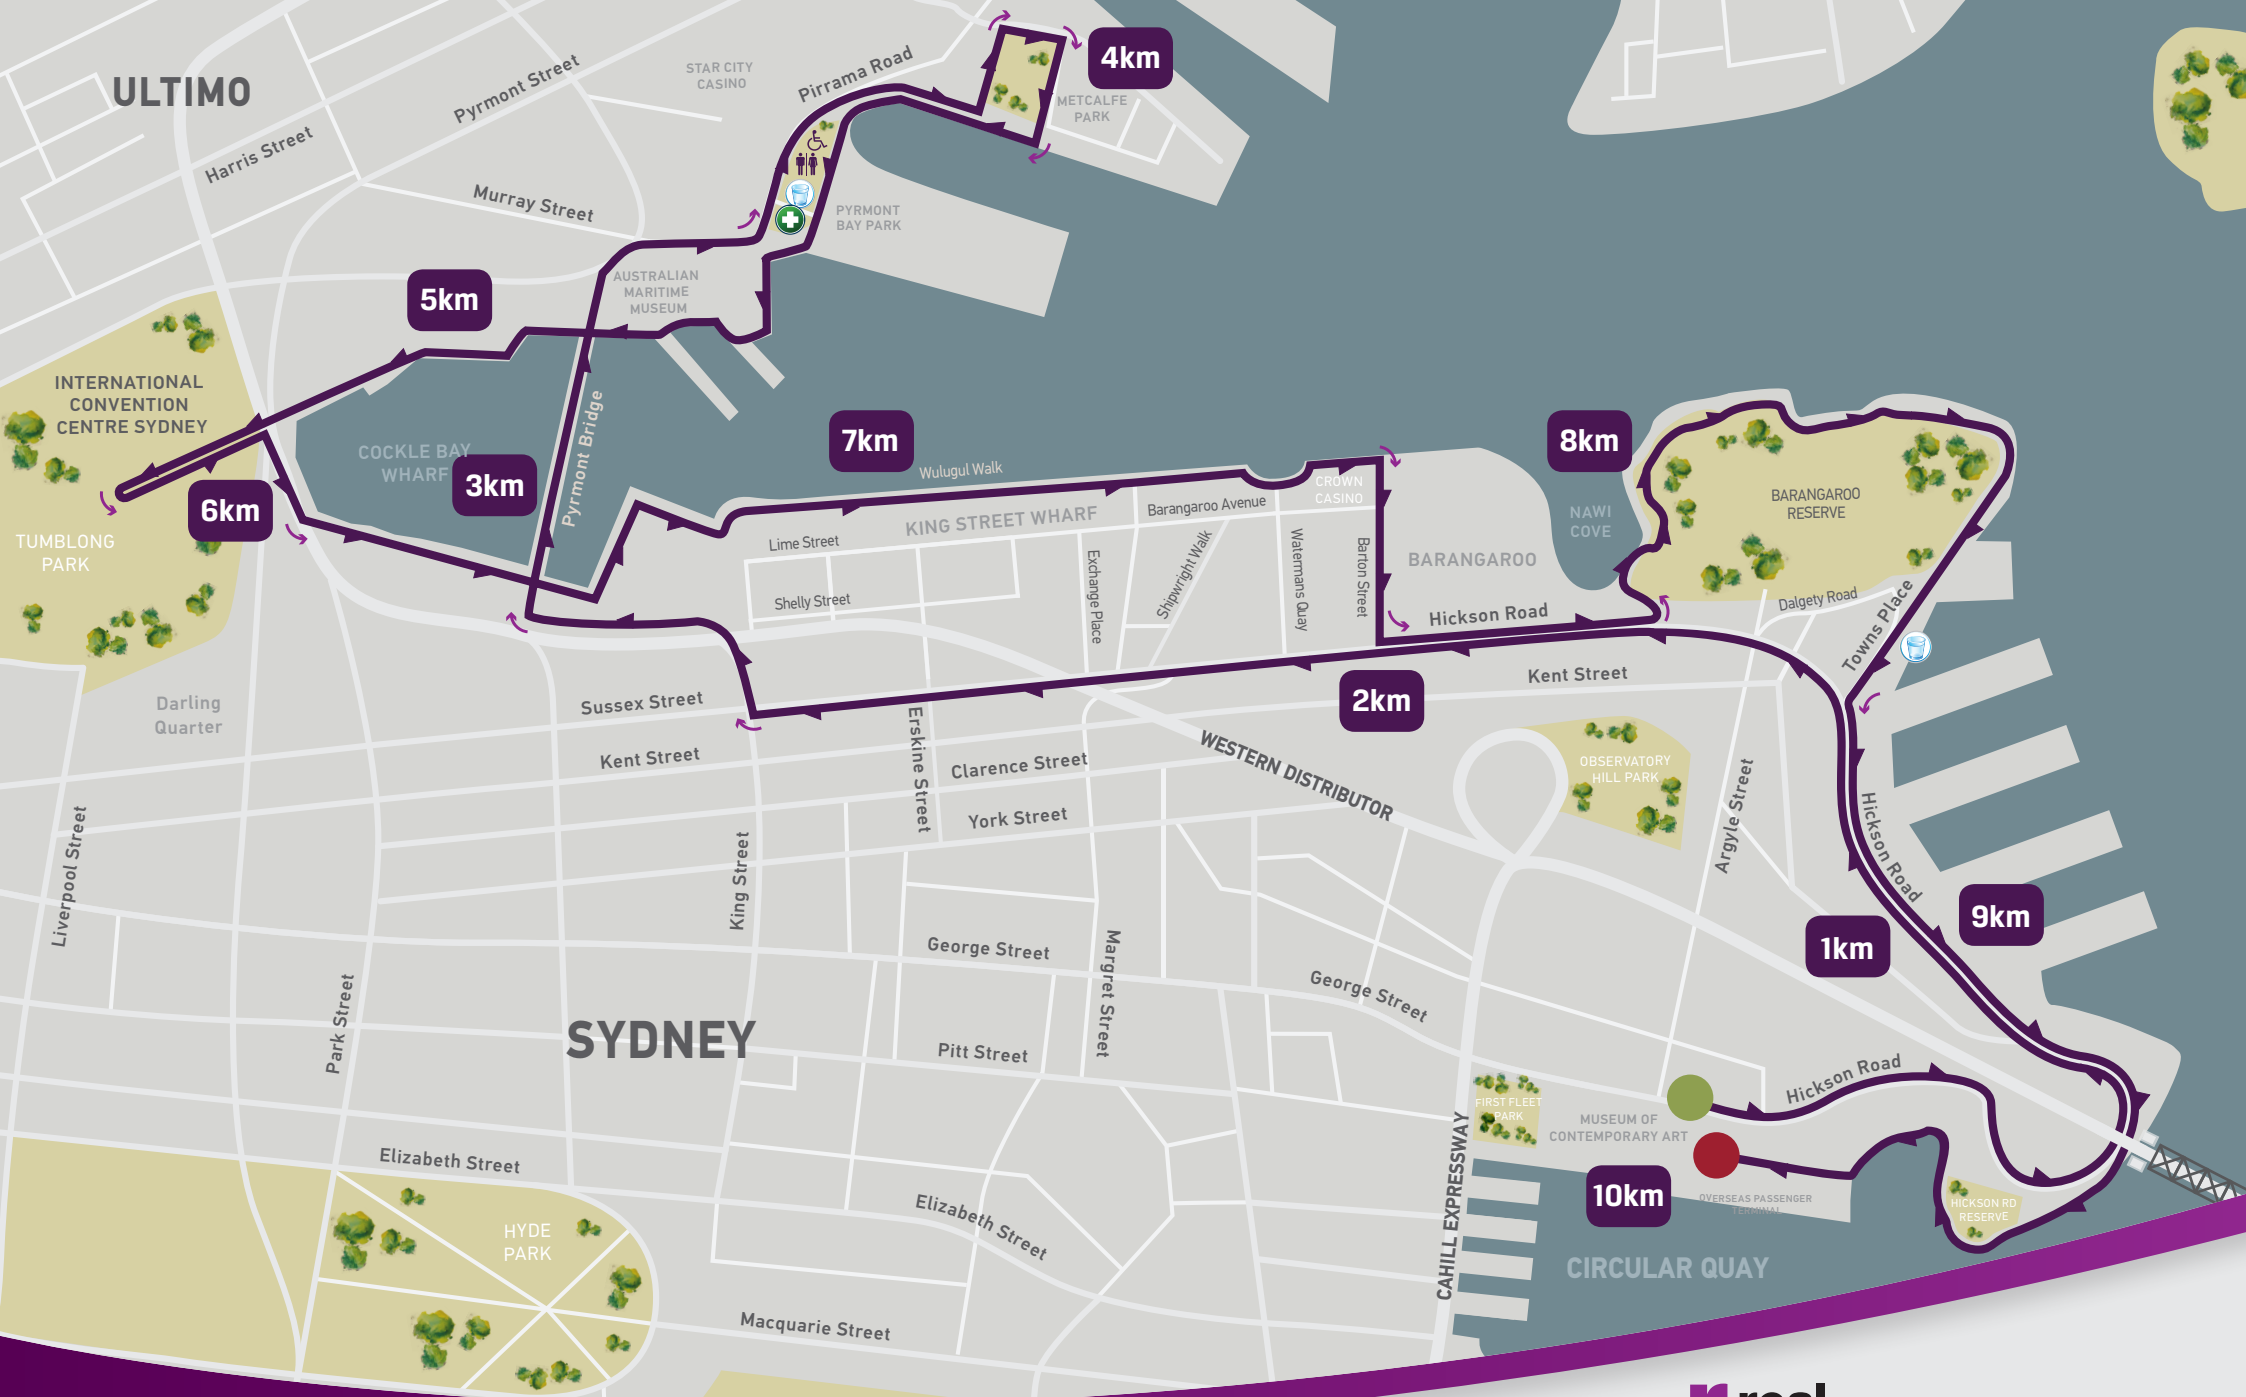 4km
STAR CITY
CASINO
Pirrama Road
ULTIMO
Pyrmont Street
METCALFE
PARK
Harris Street
Murray Street
PYRMONT
BAY PARK
AUSTRALIAN
MARITIME
MUSEUM
5km
INTERNATIONAL
CONVENTION
CENTRE SYDNEY
COCKLE BAY
WHARF
3km
Pyrmont Bridge
7km
Wulugul Walk
8km
CROWN
CASINO
BARANGAROO
RESERVE
6km
KING STREET WHARF
Barangaroo Avenue
NAWI
COVE
TUMBLONG
PARK
Lime Street
Exchange Place
Shipwright Walk
Watermans Quay
Barton Street
BARANGAROO
Shelly Street
Hickson Road
Dalgety Road
Towns Place
Darling
Quarter
Sussex Street
2km
Kent Street
Kent Street
Erskine Street
Clarence Street
WESTERN DISTRIBUTOR
OBSERVATORY
HILL PARK
Argyle Street
York Street
Hickson Road
Liverpool Street
King Street
9km
1km
George Street
Margret Street
George Street
Park Street
SYDNEY
Pitt Street
Hickson Road
FIRST FLEET
PARK
MUSEUM OF
CONTEMPORARY ART
CAHILL EXPRESSWAY
Elizabeth Street
10km
OVERSEAS PASSENGER
TERMINAL
HICKSON RD
RESERVE
Elizabeth Street
HYDE
PARK
CIRCULAR QUAY
Macquarie Street